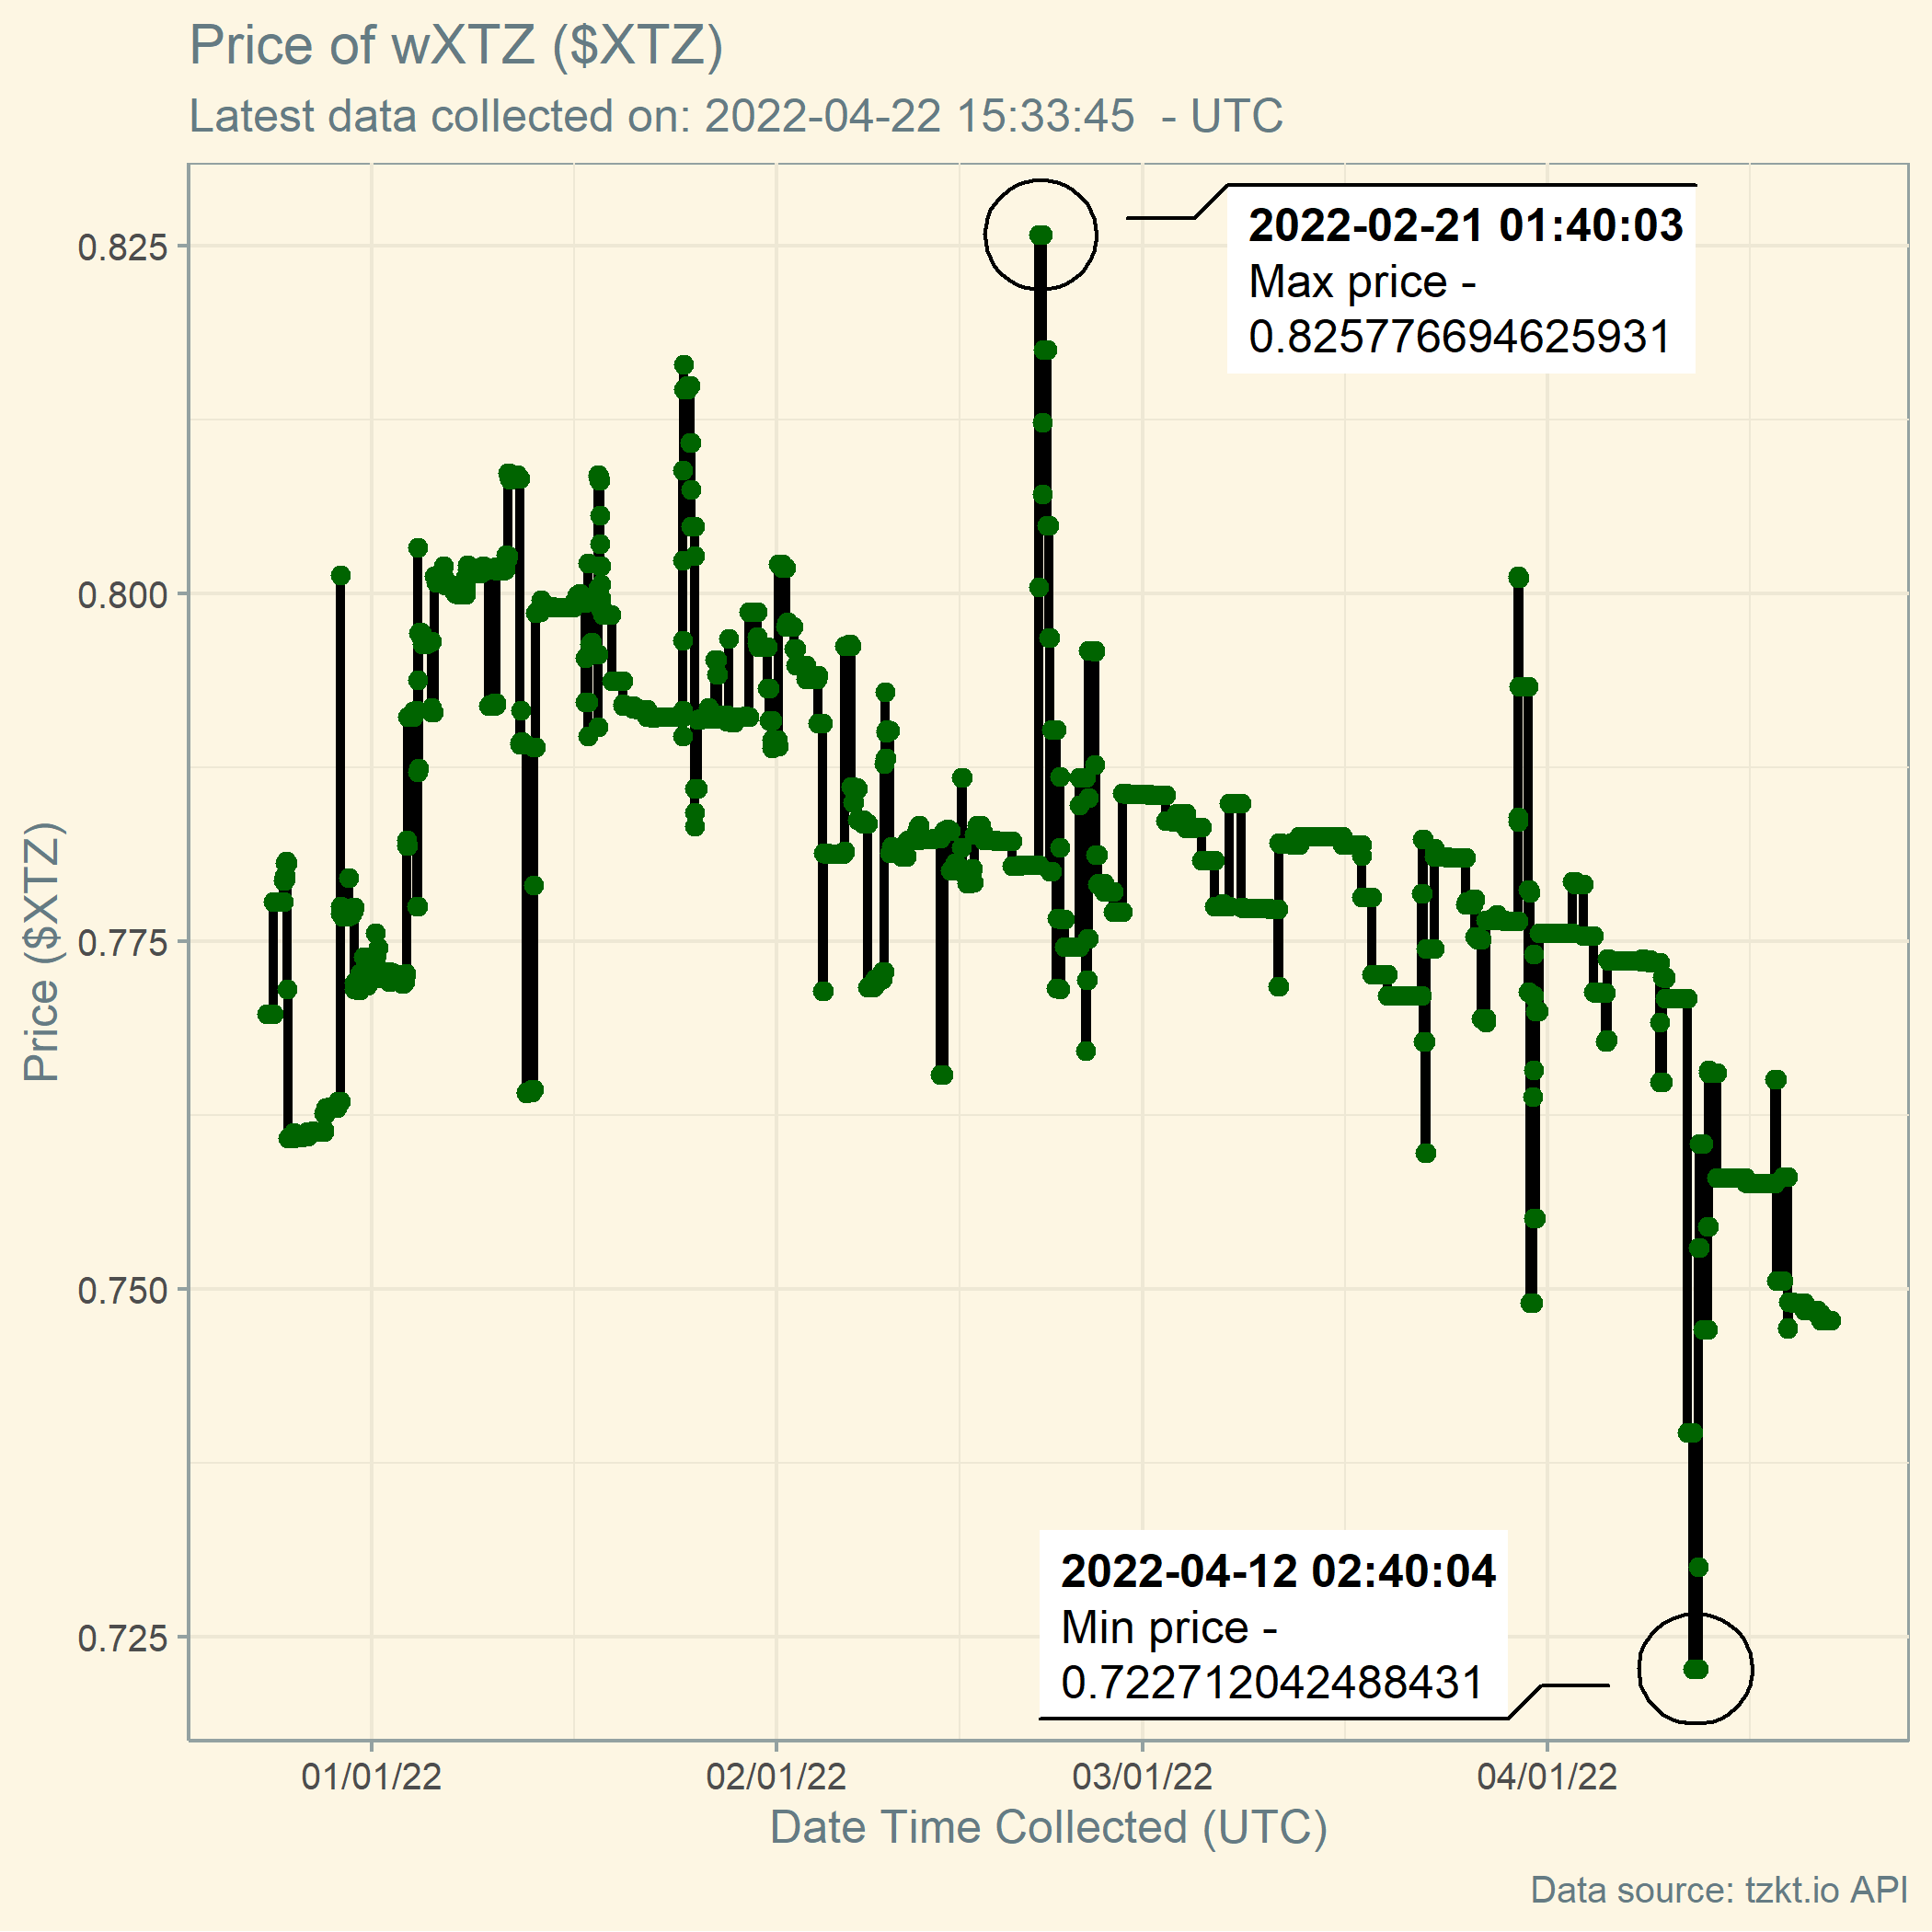 Price of wXTZ ($XTZ)
Latest data collected on: 2022-04-22 15:33:45 - UTC
2022-02-21 01:40:03
Max price -
0.825776694625931
0.825
0.800
0.775
0.750
0.725
Price ($XTZ)
2022-04-12 02:40:04
Min price -
0.722712042488431
01/01/22
02/01/22
03/01/22
04/01/22
Date Time Collected (UTC)
Data source: tzkt.io API